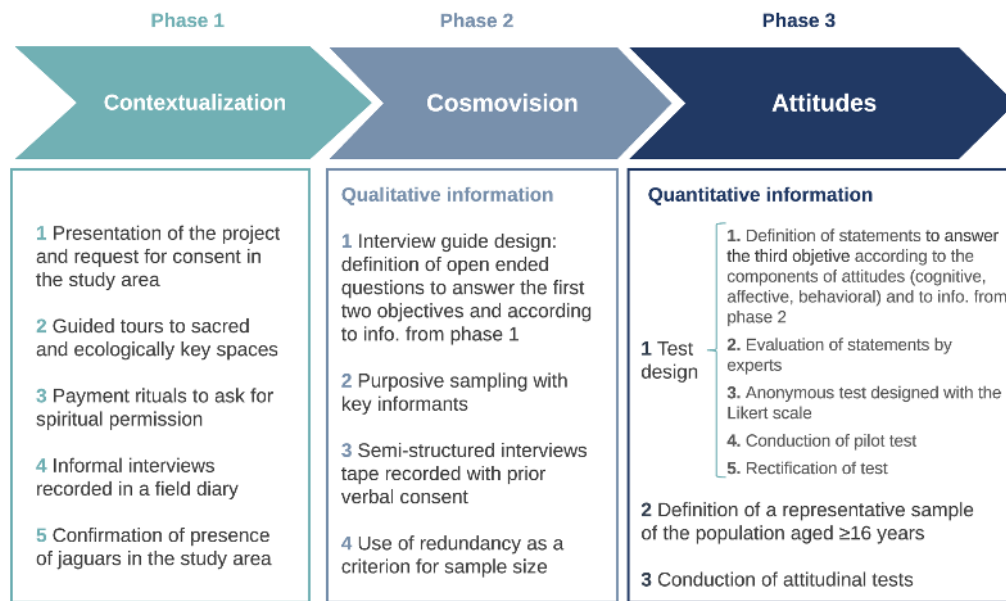 Phase 1
Phase 2
Phase 3
Contextualization
Cosmovision
Attitudes
1 Presentation of the project
and request for consent in
the study area
2 Guided tours to sacred
and ecologically key spaces
3 Payment rituals to ask for
spiritual permission
4 Informal interviews
recorded in a field diary
5 Confirmation of presence
of jaguars in the study area
Qualitative information
1 Interview guide design:
definition of open ended
questions to answer the first
two objectives and according
to info. from phase 1
2 Purposive sampling with
key informants
3 Semi-structured interviews
tape recorded with prior
verbal consent
4 Use of redundancy as a
criterion for sample size
Quantitative information
1 Test
design
1. Definition of statements to answer
the third objetive according to the
components of attitudes (cognitive,
affective, behavioral) and to info. from
phase 2
2. Evaluation of statements by
experts
3. Anonymous test designed with the
Likert scale
4. Conduction of pilot test
5. Rectification of test
2 Definition of a representative sample
of the population aged ≥16 years
3 Conduction of attitudinal tests